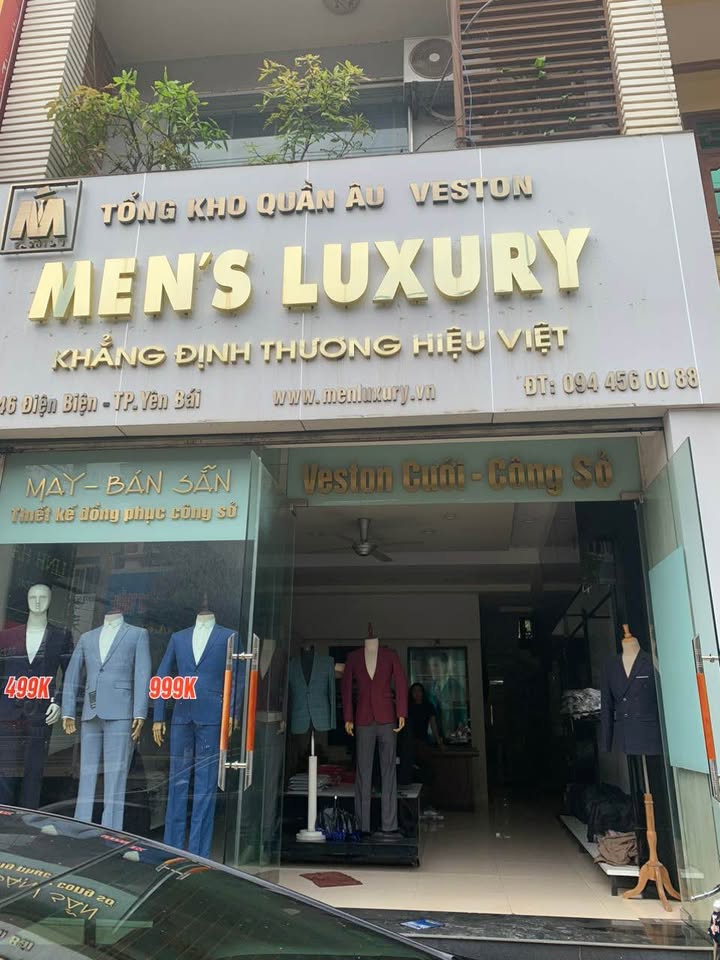 M
TỔNG KHO QUẦN ÂU VESTON
MEN'S LUXURY
KHẲNG ĐỊNH THƯƠNG HIỆU VIỆT
46 Điện Biện - TP. Yên Bái www.menluxury.vn ĐT: 094 456 00 88
MAY - BÁN SẴN
Thiết kế đồng phục công sở
Veston Cưới - Công Sở
499K
999K